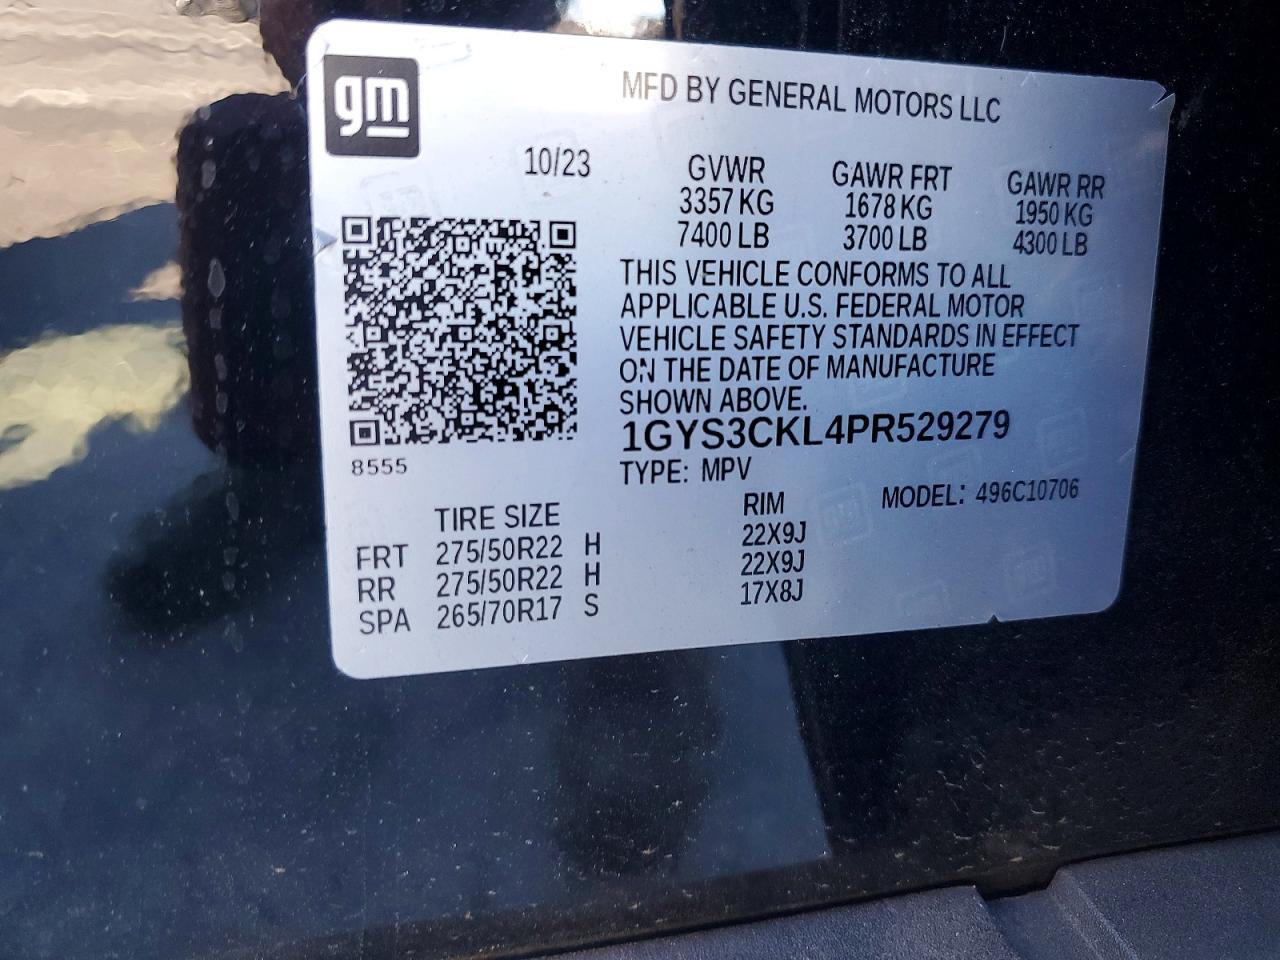 gm
MFD BY GENERAL MOTORS LLC
10/23
GVWR GAWR FRT GAWR RR
3357 KG 1678 KG 1950 KG
7400 LB 3700 LB 4300 LB
THIS VEHICLE CONFORMS TO ALL
APPLICABLE U.S. FEDERAL MOTOR
VEHICLE SAFETY STANDARDS IN EFFECT
ON THE DATE OF MANUFACTURE
SHOWN ABOVE.
1GYS3CKL4PR529279
8555
TYPE: MPV
MODEL: 496C10706
TIRE SIZE RIM
FRT 275/50R22 H 22X9J
RR 275/50R22 H 22X9J
SPA 265/70R17 S 17X8J